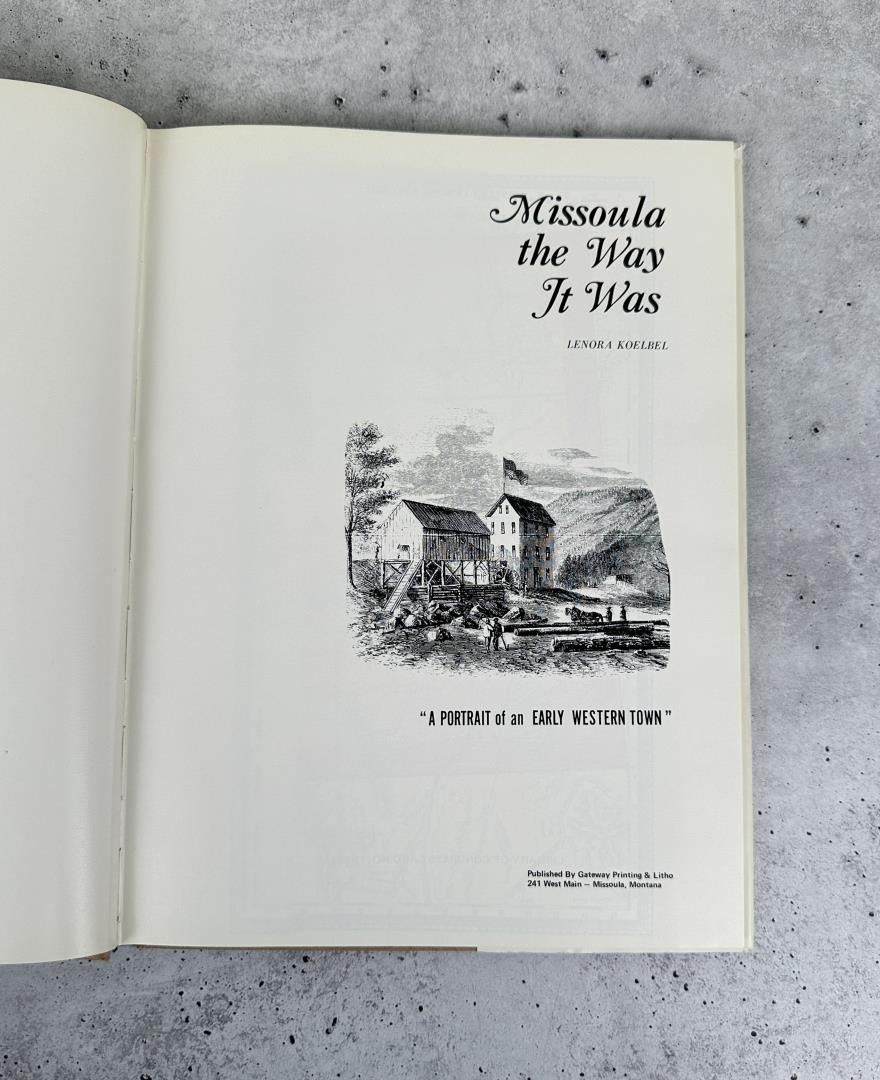 Missoula
the Way
It Was
LENORA KOELBEL
"A PORTRAIT of an EARLY WESTERN TOWN"
Published By Gateway Printing & Litho
241 West Main — Missoula, Montana